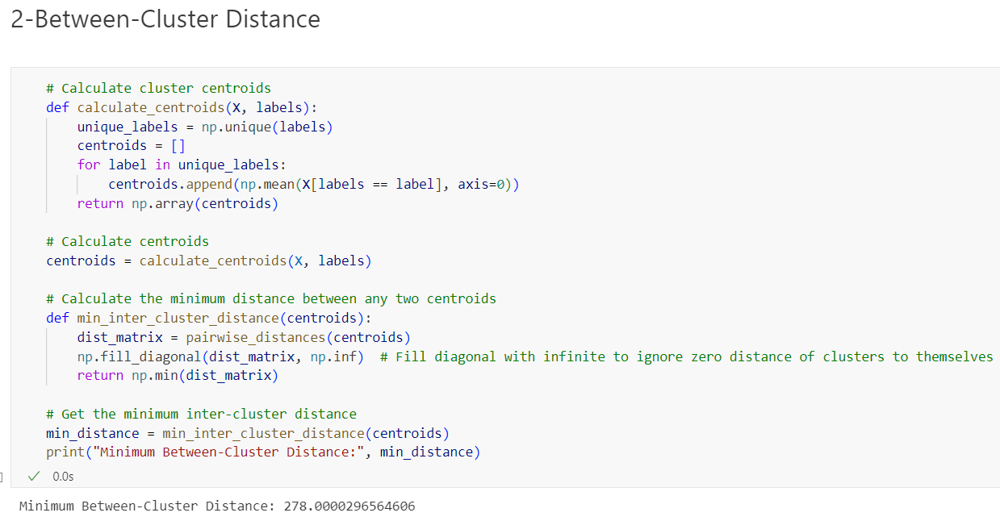 2-Between-Cluster Distance
# Calculate cluster centroids
def calculate_centroids(X, labels):
    unique_labels = np.unique(labels)
    centroids = []
    for label in unique_labels:
        centroids.append(np.mean(X[labels == label], axis=0))
    return np.array(centroids)
# Calculate centroids
centroids = calculate_centroids(X, labels)
# Calculate the minimum distance between any two centroids
def min_inter_cluster_distance(centroids):
    dist_matrix = pairwise_distances(centroids)
    np.fill_diagonal(dist_matrix, np.inf)  # Fill diagonal with infinite to ignore zero distance of clusters to themselves
    return np.min(dist_matrix)
# Get the minimum inter-cluster distance
min_distance = min_inter_cluster_distance(centroids)
print("Minimum Between-Cluster Distance:", min_distance)
] ✓ 0.0s
Minimum Between-Cluster Distance: 278.0000296564606